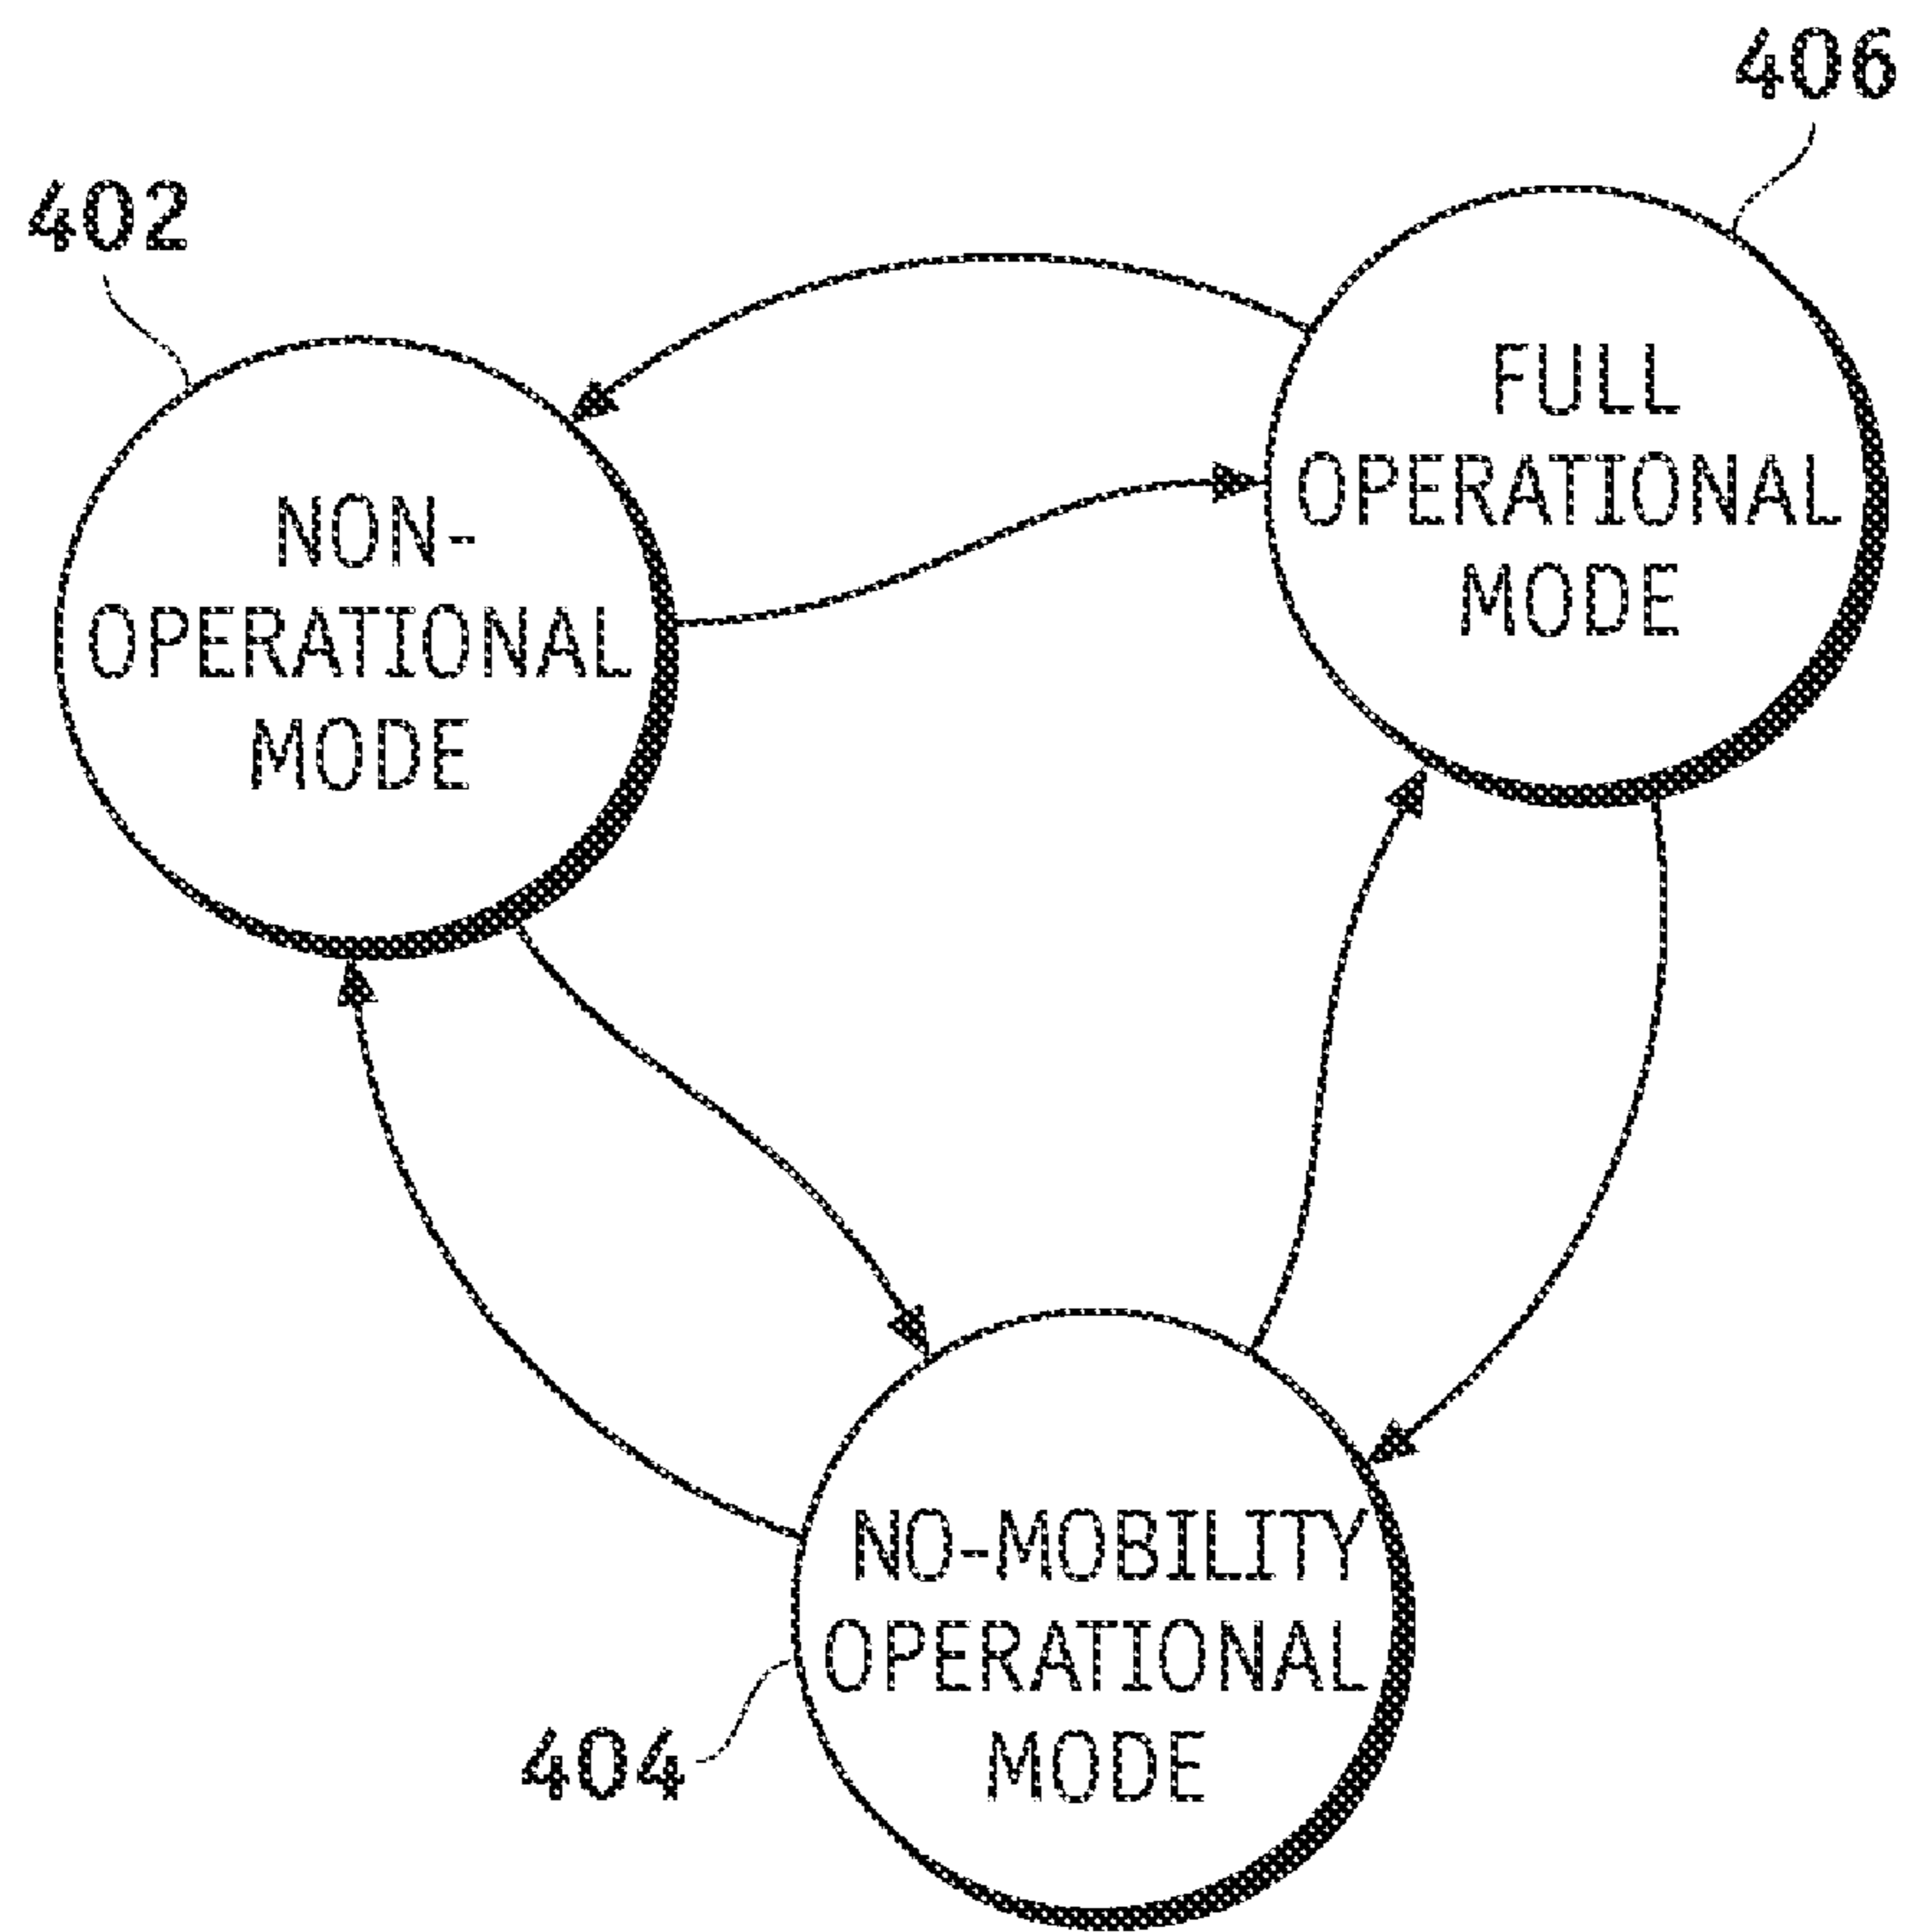 406
402
FULL
OPERATIONAL
MODE
NON-
OPERATIONAL
MODE
NO-MOBILITY
OPERATIONAL
MODE
404